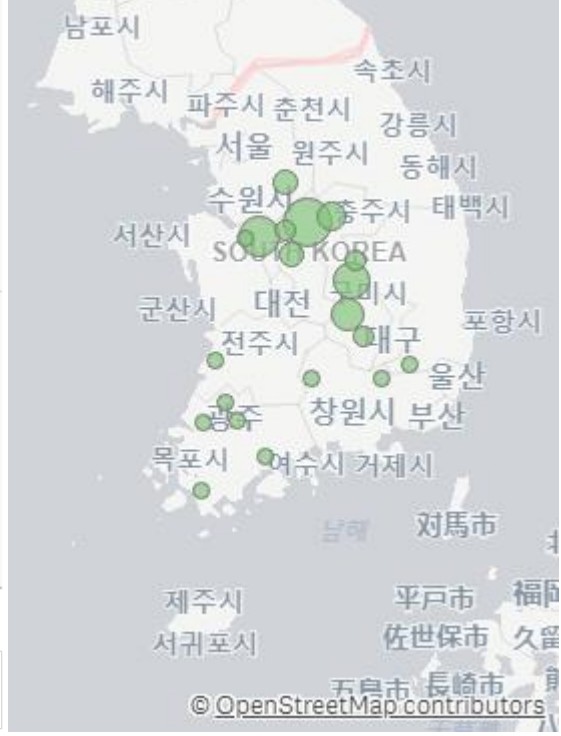 남포시
속초시
해주시
파주시 춘천시
강릉시
서울 원주시
동해시
수원시
충주시 태백시
서산시
SOUTH KOREA
구미시
군산시 대전
포항시
전주시 대구
울산
창원시 부산
광주
목포시 여수시 거제시
남해
対馬市
제주시 平戸市
서귀포시 佐世保市
五島市 長崎市
© OpenStreetMap contributors